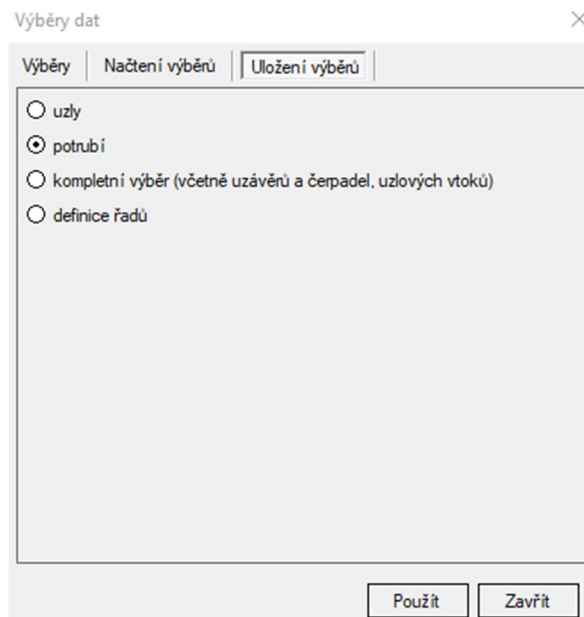 Výběry dat
Výběry Načtení výběrů Uložení výběrů
uzly
potrubí
kompletní výběr (včetně uzávěrů a čerpadel, uzlových vtoků)
definice řadů
Použít Zavřít